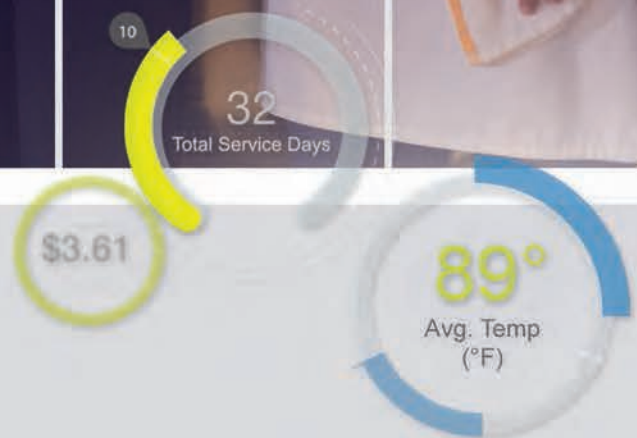 10
32
Total Service Days
$3.61
89°
Avg. Temp
(°F)